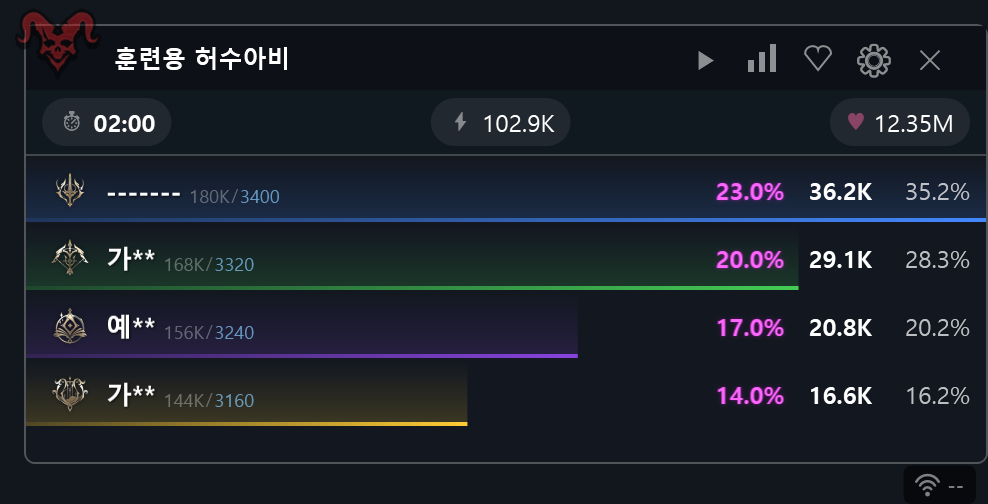 훈련용 허수아비
02:00 102.9K 12.35M
------- 180K/3400 23.0% 36.2K 35.2%
가** 168K/3320 20.0% 29.1K 28.3%
예** 156K/3240 17.0% 20.8K 20.2%
가** 144K/3160 14.0% 16.6K 16.2%
--